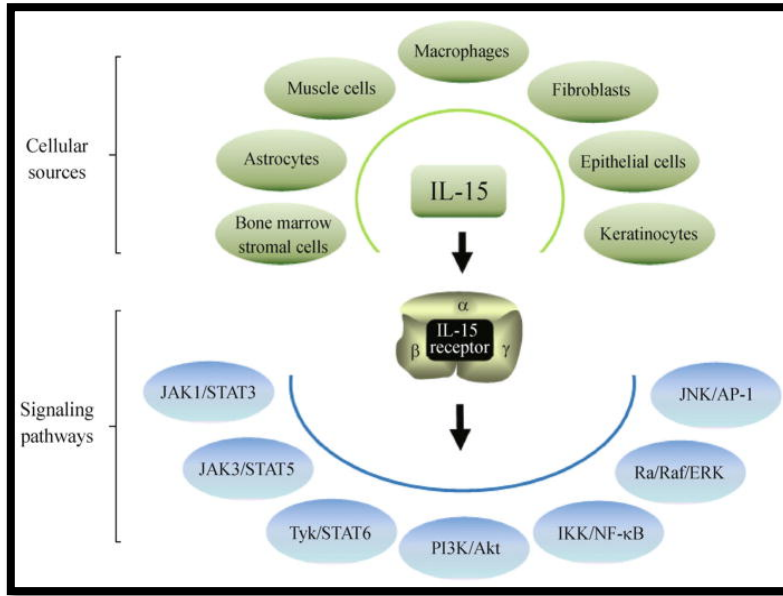 Cellular
sources
Macrophages
Muscle cells
Fibroblasts
Astrocytes
Epithelial cells
Bone marrow
stromal cells
Keratinocytes
IL-15
α
IL-15
receptor
β
γ
Signaling
pathways
JAK1/STAT3
JNK/AP-1
JAK3/STAT5
Ra/Raf/ERK
Tyk/STAT6
IKK/NF-κB
PI3K/Akt